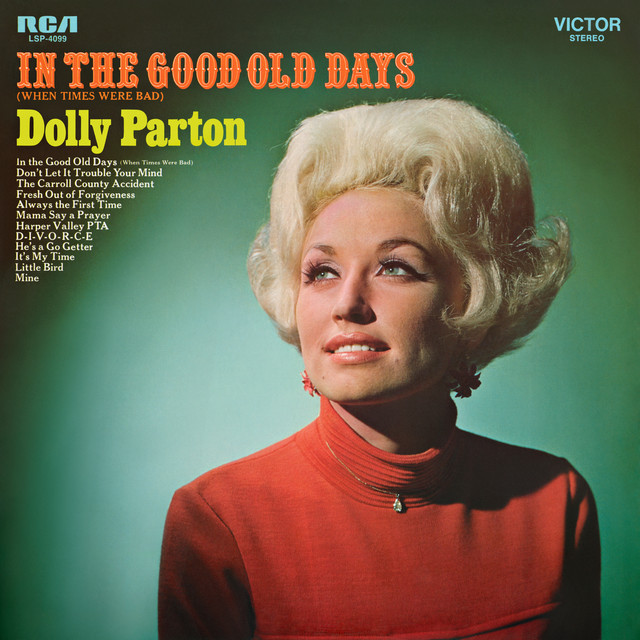 RCA
LSP-4099
VICTOR
STEREO
IN THE GOOD OLD DAYS
(WHEN TIMES WERE BAD)
Dolly Parton
In the Good Old Days (When Times Were Bad)
Don't Let It Trouble Your Mind
The Carroll County Accident
Fresh Out of Forgiveness
Always the First Time
Mama Say a Prayer
Harper Valley PTA
D-I-V-O-R-C-E
He's a Go Getter
It's My Time
Little Bird
Mine